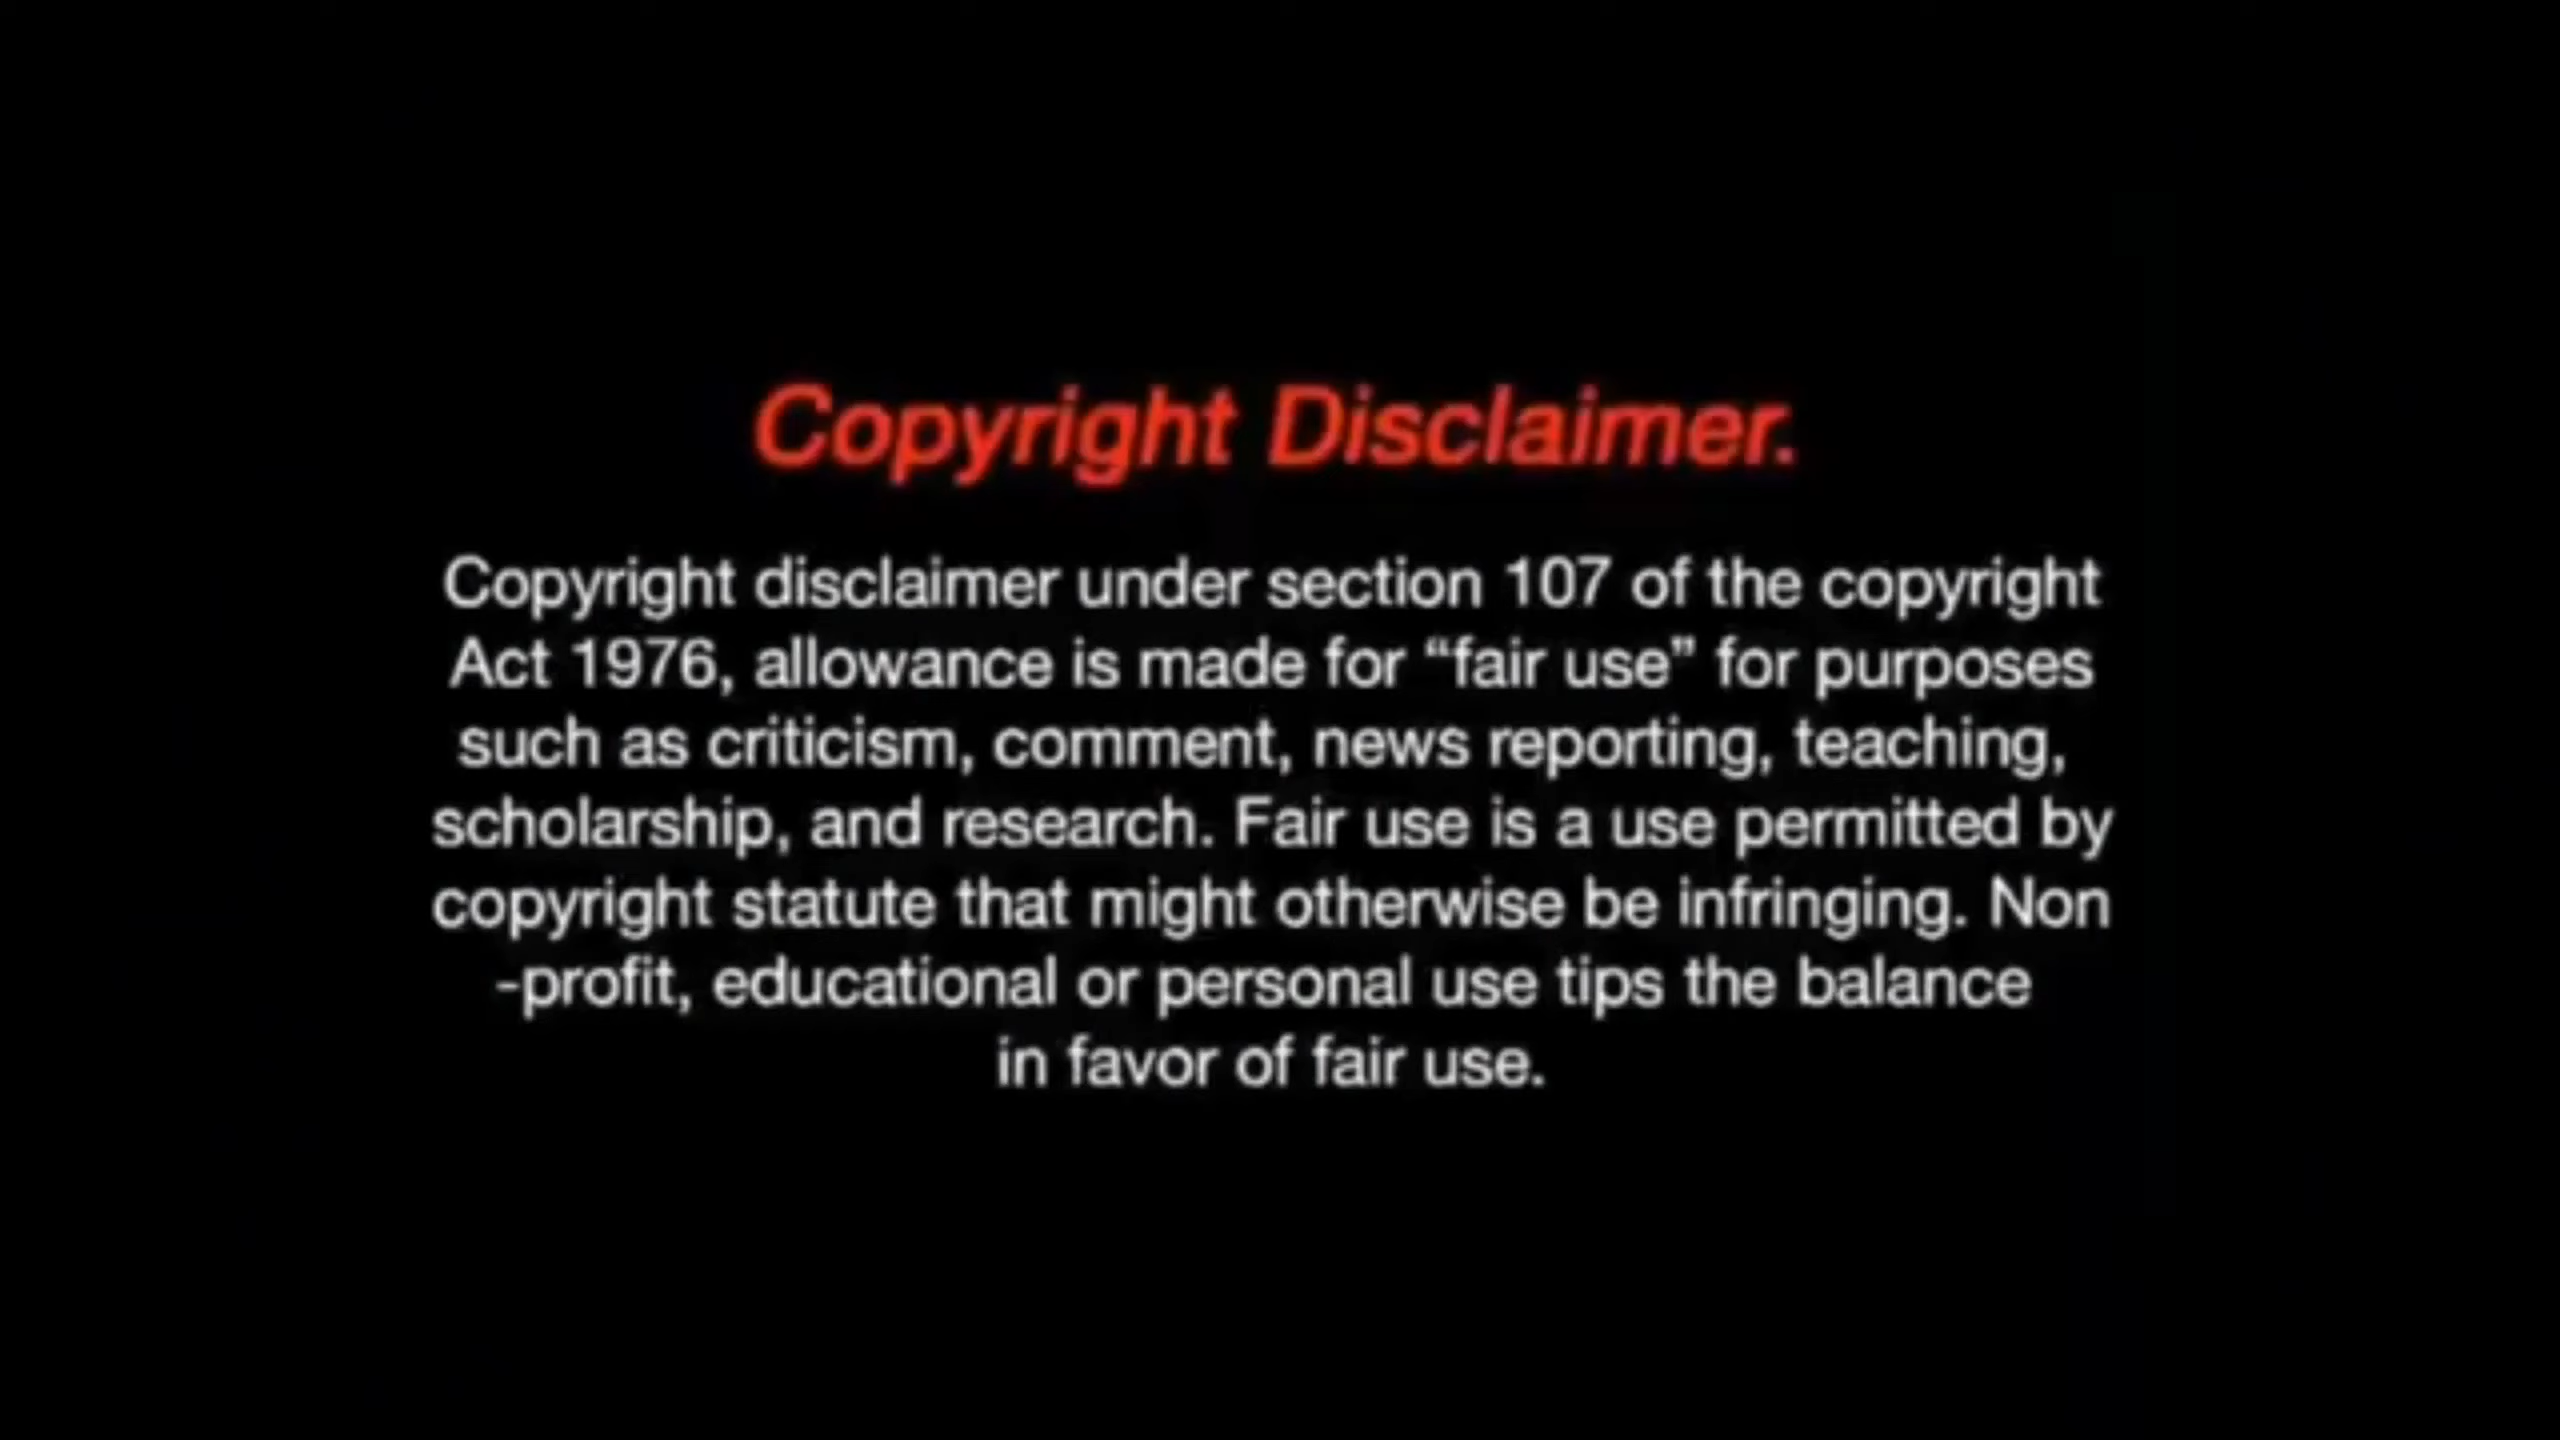 Copyright Disclaimer.
Copyright disclaimer under section 107 of the copyright
Act 1976, allowance is made for “fair use” for purposes
such as criticism, comment, news reporting, teaching,
scholarship, and research. Fair use is a use permitted by
copyright statute that might otherwise be infringing. Non
-profit, educational or personal use tips the balance
in favor of fair use.